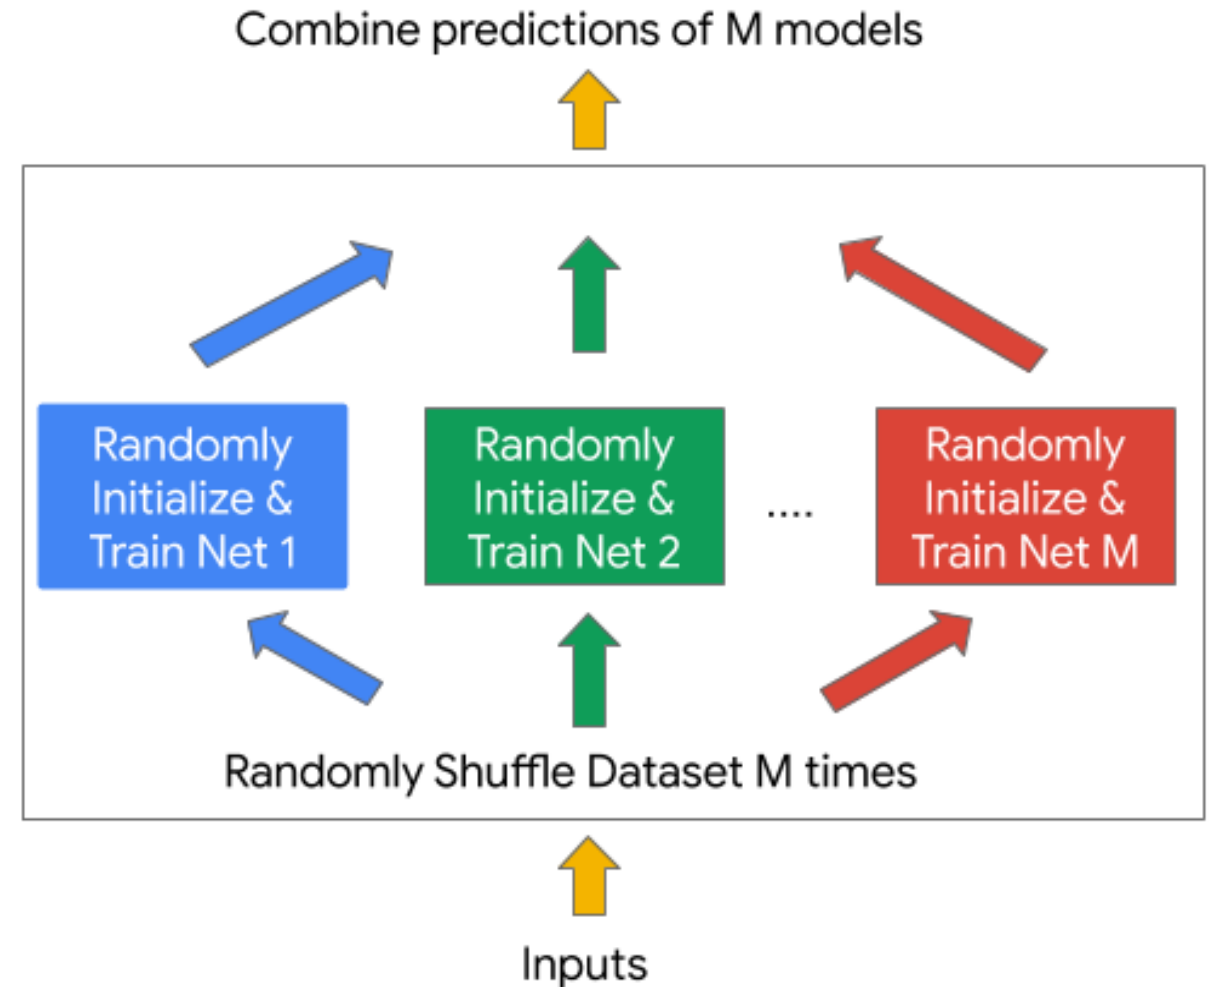 Combine predictions of M models
Randomly
Initialize &
Train Net 1
Randomly
Initialize &
Train Net 2
....
Randomly
Initialize &
Train Net M
Randomly Shuffle Dataset M times
Inputs